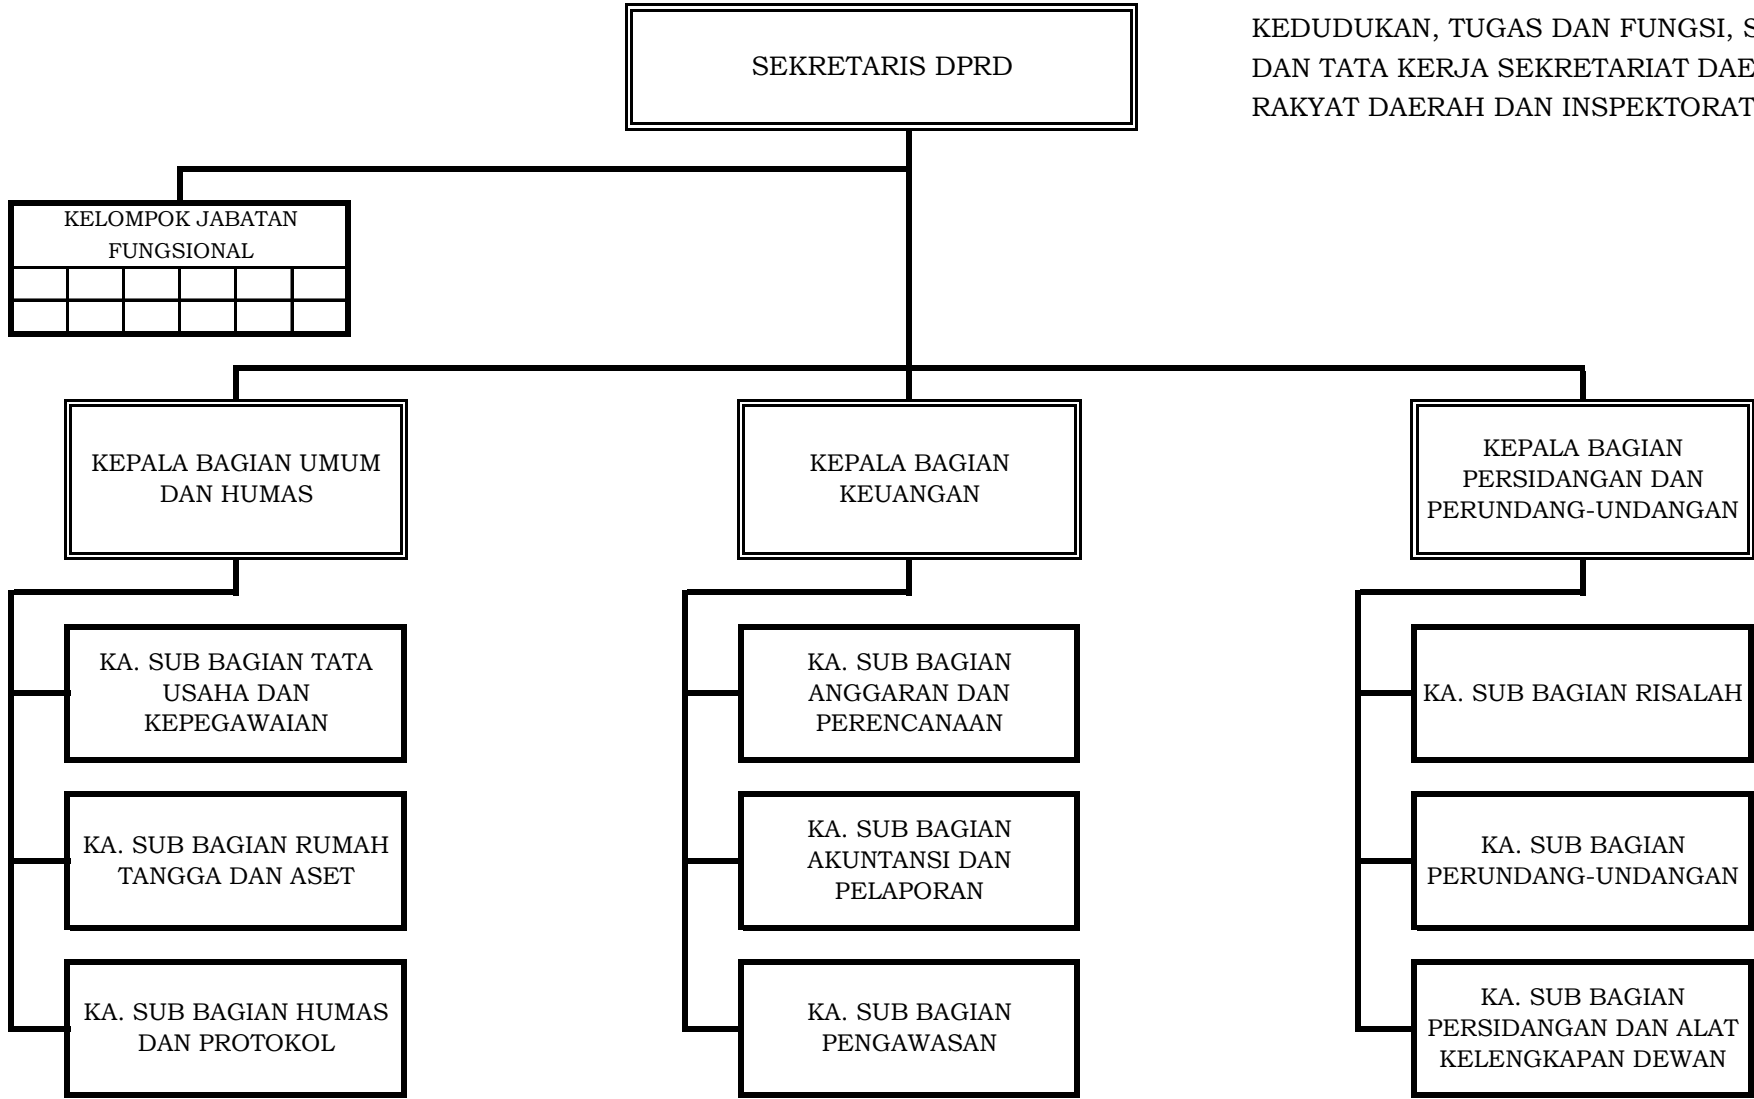 SEKRETARIS DPRD
KEDUDUKAN, TUGAS DAN FUNGSI,
DAN TATA KERJA SEKRETARIAT
RAKYAT DAERAH DAN INSPEKTORAT
KELOMPOK JABATAN
FUNGSIONAL
KEPALA BAGIAN UMUM
DAN HUMAS
KEPALA BAGIAN
KEUANGAN
KEPALA BAGIAN
PERSIDANGAN DAN
PERUNDANG-UNDANGAN
KA. SUB BAGIAN TATA
USAHA DAN
KEPEGAWAIAN
KA. SUB BAGIAN
ANGGARAN DAN
PERENCANAAN
KA. SUB BAGIAN RISALAH
KA. SUB BAGIAN RUMAH
TANGGA DAN ASET
KA. SUB BAGIAN
AKUNTANSI DAN
PELAPORAN
KA. SUB BAGIAN
PERUNDANG-UNDANGAN
KA. SUB BAGIAN HUMAS
DAN PROTOKOL
KA. SUB BAGIAN
PENGAWASAN
KA. SUB BAGIAN
PERSIDANGAN DAN ALAT
KELENGKAPAN DEWAN